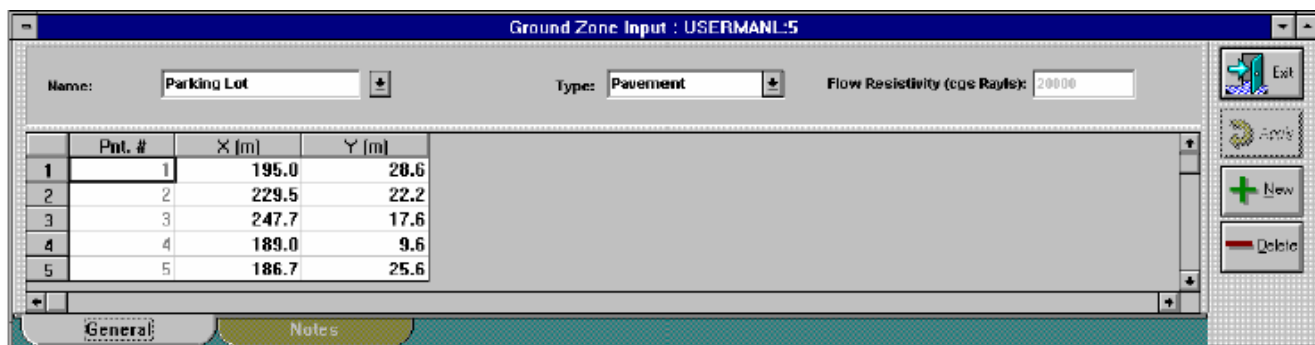 Ground Zone Input : USERMANL:5
Name: Parking Lot Type: Pavement Flow Resistivity (cgs Rayls): 20000
Exit
Apply
New
Delete
Pnt. # X (m) Y (m)
1 1 195.0 28.6
2 2 229.5 22.2
3 3 247.7 17.6
4 4 189.0 9.6
5 5 186.7 25.6
General Notes